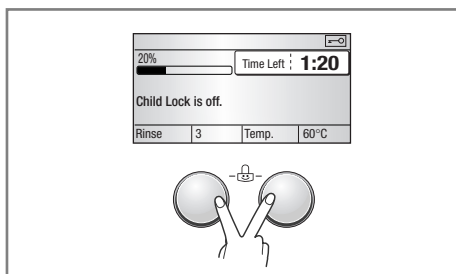 20%
Time Left 1:20
Child Lock is off.
Rinse 3 Temp. 60°C